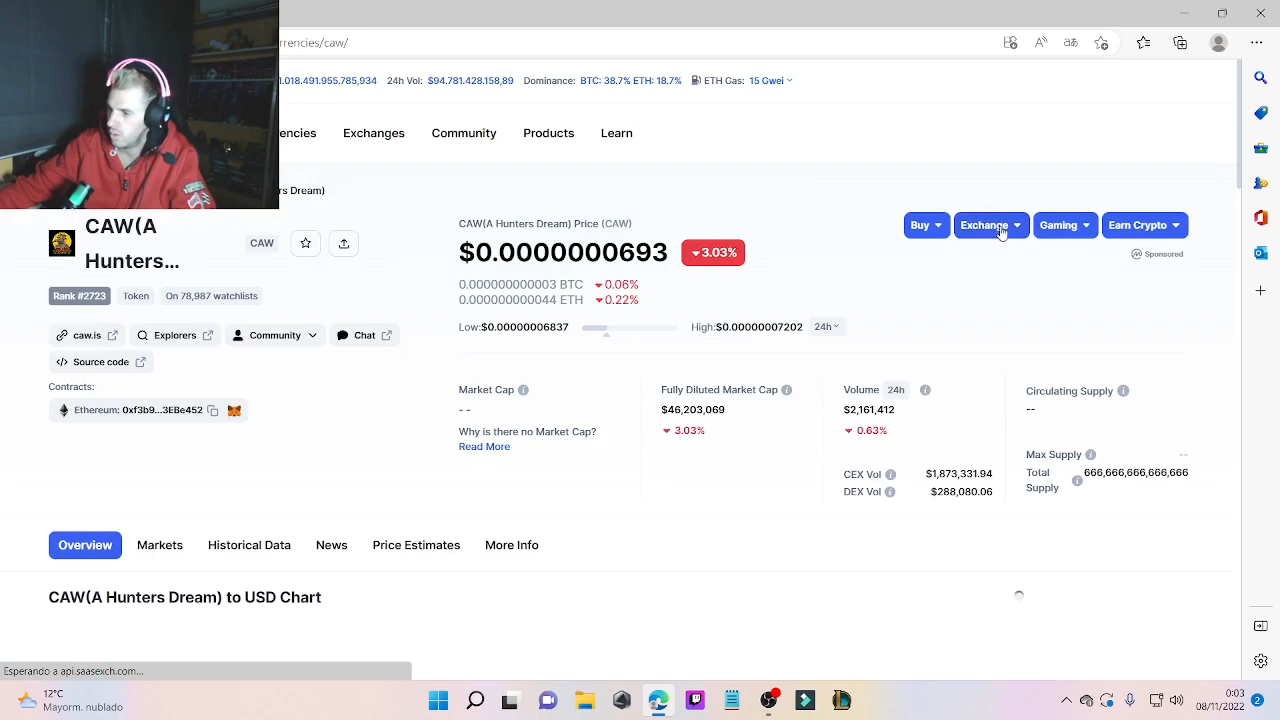 rrencies/caw/
1.018.491.955.785,934 24h Vol: $94.781.428.158,89 Dominance: BTC: 38.7% ETH: 18.7% ETH Gas: 15 Gwei
encies Exchanges Community Products Learn
rs Dream)
CAW(A
Hunters...
CAW
CAW(A Hunters Dream) Price (CAW)
$0.0000000693 3.03%
0.000000000003 BTC 0.06%
0.000000000044 ETH 0.22%
Low:$0.00000006837 High:$0.00000007202 24h
Buy Exchange Gaming Earn Crypto
Sponsored
Rank #2723 Token On 78,987 watchlists
caw.is Explorers Community Chat
Source code
Contracts:
Ethereum: 0xf3b9...3EBe452
Market Cap
- -
Why is there no Market Cap?
Read More
Fully Diluted Market Cap
$46,203,069
3.03%
Volume 24h
$2,161,412
0.63%
CEX Vol $1,873,331.94
DEX Vol $288,080.06
Circulating Supply
--
Max Supply --
Total Supply 666,666,666,666,666
Overview Markets Historical Data News Price Estimates More Info
CAW(A Hunters Dream) to USD Chart
Esperando a api.saasexch.com...
12°C
Mayorm. nublado
0:03
08/11/2022
2